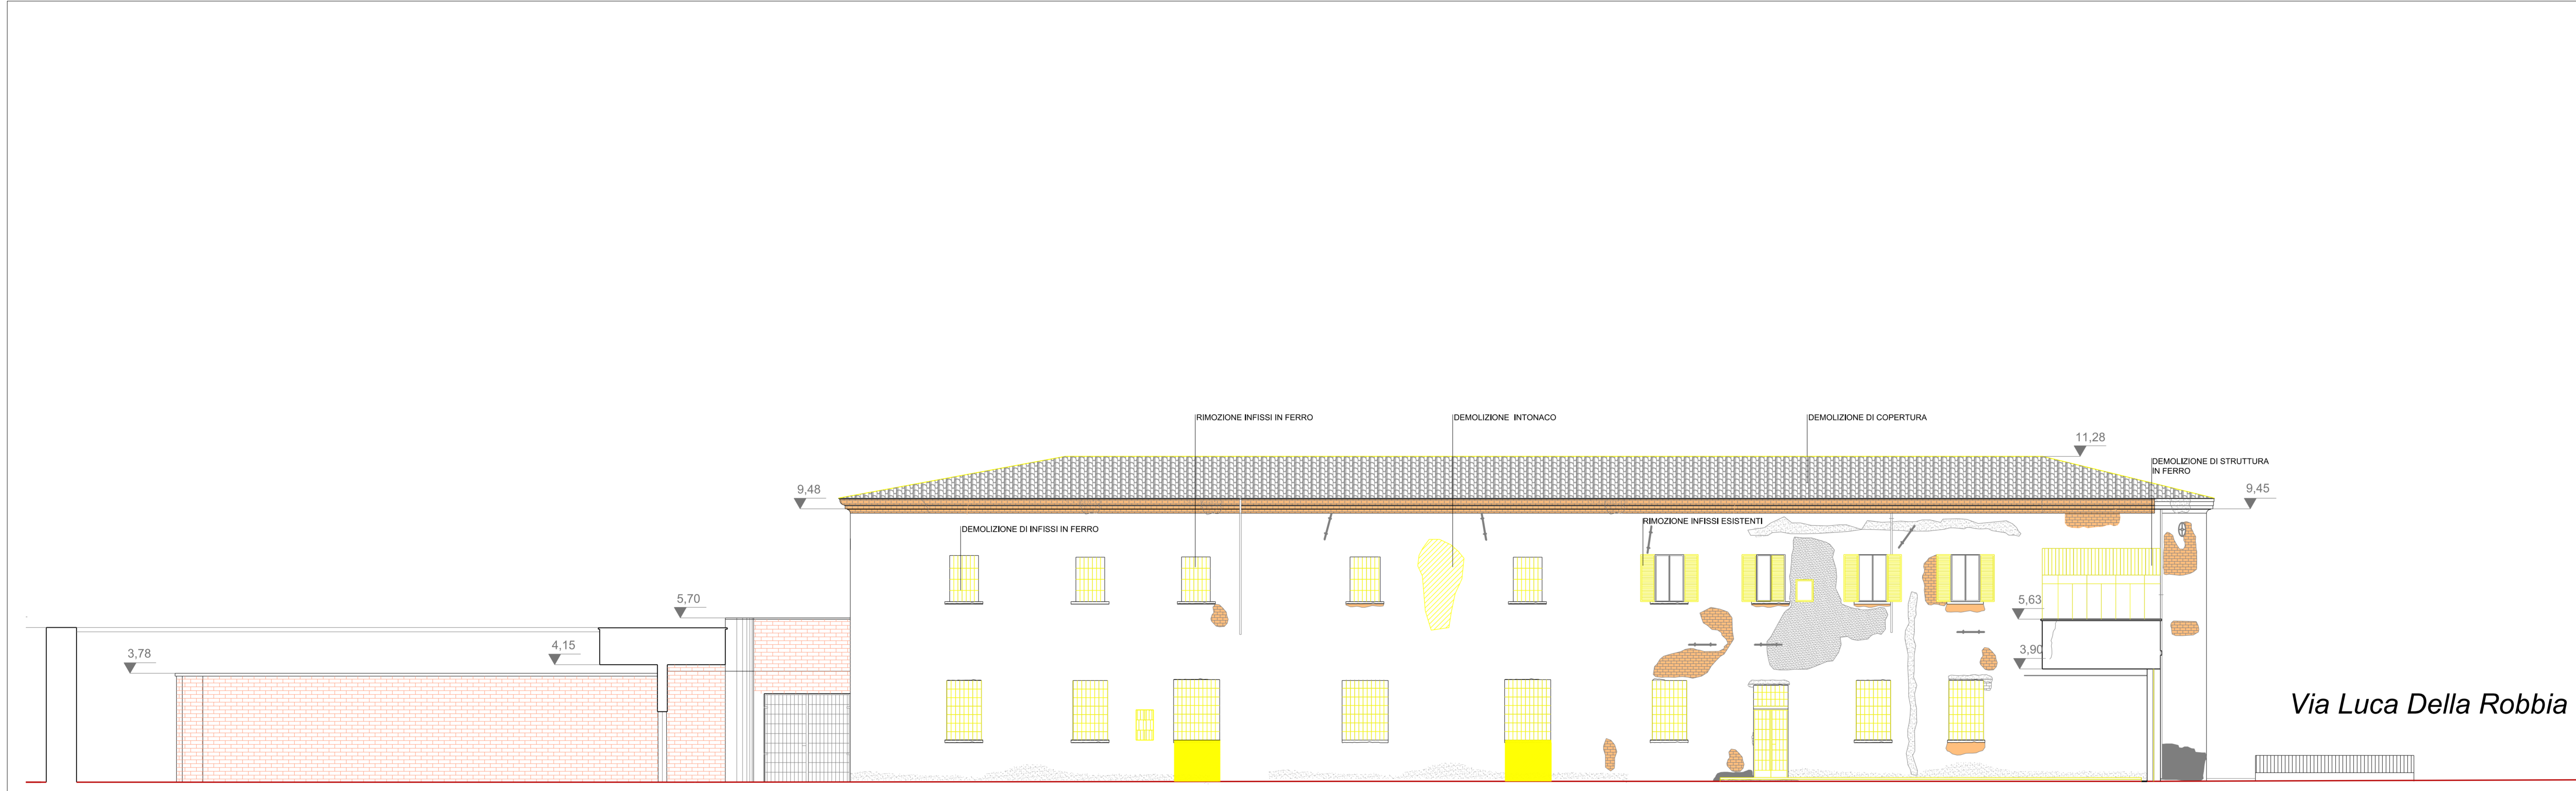 RIMOZIONE INFISSI IN FERRO
DEMOLIZIONE INTONACO
DEMOLIZIONE DI COPERTURA
11,28
DEMOLIZIONE DI STRUTTURA
IN FERRO
9,48
9,45
DEMOLIZIONE DI INFISSI IN FERRO
RIMOZIONE INFISSI ESISTENTI
5,70
5,63
4,15
3,78
3,90
Via Luca Della Robbia